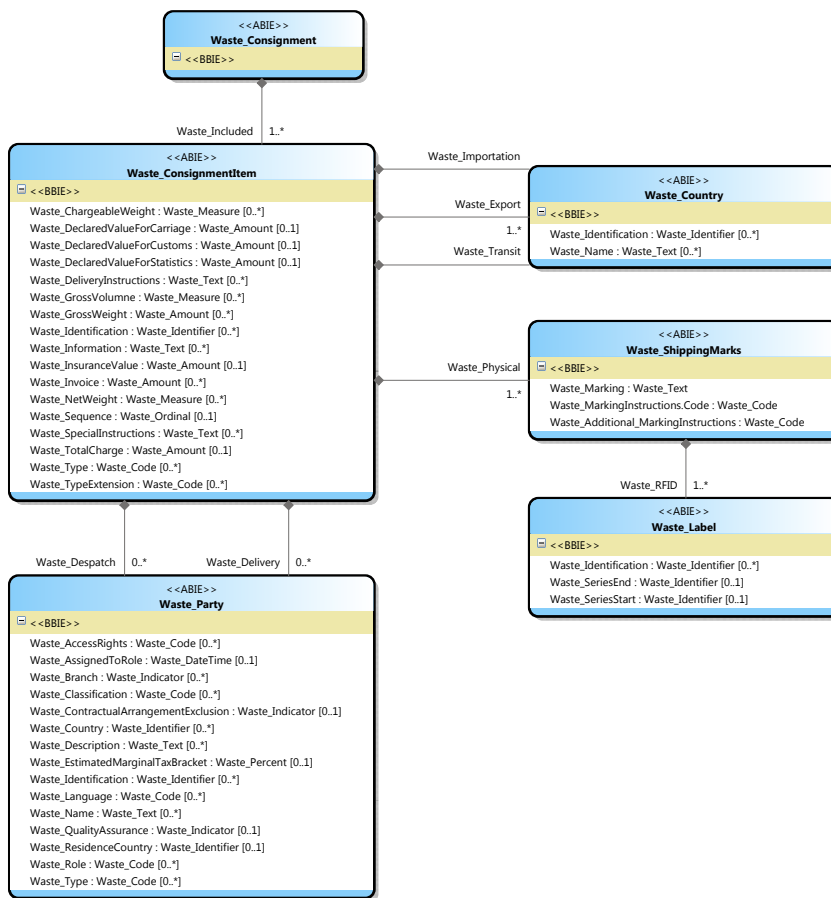 <<ABIE>>
Waste_Consignment
<<BBIE>>
Waste_Included 1..*
<<ABIE>>
Waste_ConsignmentItem
<<BBIE>>
Waste_ChargeableWeight : Waste_Measure [0..*]
Waste_DeclaredValueForCarriage : Waste_Amount [0..1]
Waste_DeclaredValueForCustoms : Waste_Amount [0..1]
Waste_DeclaredValueForStatistics : Waste_Amount [0..1]
Waste_DeliveryInstructions : Waste_Text [0..*]
Waste_GrossVolumne : Waste_Measure [0..*]
Waste_GrossWeight : Waste_Amount [0..*]
Waste_Identification : Waste_Identifier [0..*]
Waste_Information : Waste_Text [0..*]
Waste_InsuranceValue : Waste_Amount [0..1]
Waste_Invoice : Waste_Amount [0..*]
Waste_NetWeight : Waste_Measure [0..*]
Waste_Sequence : Waste_Ordinal [0..1]
Waste_SpecialInstructions : Waste_Text [0..*]
Waste_TotalCharge : Waste_Amount [0..1]
Waste_Type : Waste_Code [0..*]
Waste_TypeExtension : Waste_Code [0..*]
Waste_Importation
Waste_Export
1..*
Waste_Transit
<<ABIE>>
Waste_Country
<<BBIE>>
Waste_Identification : Waste_Identifier [0..*]
Waste_Name : Waste_Text [0..*]
Waste_Physical
1..*
<<ABIE>>
Waste_ShippingMarks
<<BBIE>>
Waste_Marking : Waste_Text
Waste_MarkingInstructions.Code : Waste_Code
Waste_Additional_MarkingInstructions : Waste_Code
Waste_RFID 1..*
<<ABIE>>
Waste_Label
<<BBIE>>
Waste_Identification : Waste_Identifier [0..*]
Waste_SeriesEnd : Waste_Identifier [0..1]
Waste_SeriesStart : Waste_Identifier [0..1]
Waste_Despatch 0..*
Waste_Delivery 0..*
<<ABIE>>
Waste_Party
<<BBIE>>
Waste_AccessRights : Waste_Code [0..*]
Waste_AssignedToRole : Waste_DateTime [0..1]
Waste_Branch : Waste_Indicator [0..*]
Waste_Classification : Waste_Code [0..*]
Waste_ContractualArrangementExclusion : Waste_Indicator [0..1]
Waste_Country : Waste_Identifier [0..*]
Waste_Description : Waste_Text [0..*]
Waste_EstimatedMarginalTaxBracket : Waste_Percent [0..1]
Waste_Identification : Waste_Identifier [0..*]
Waste_Language : Waste_Code [0..*]
Waste_Name : Waste_Text [0..*]
Waste_QualityAssurance : Waste_Indicator [0..1]
Waste_ResidenceCountry : Waste_Identifier [0..1]
Waste_Role : Waste_Code [0..*]
Waste_Type : Waste_Code [0..*]